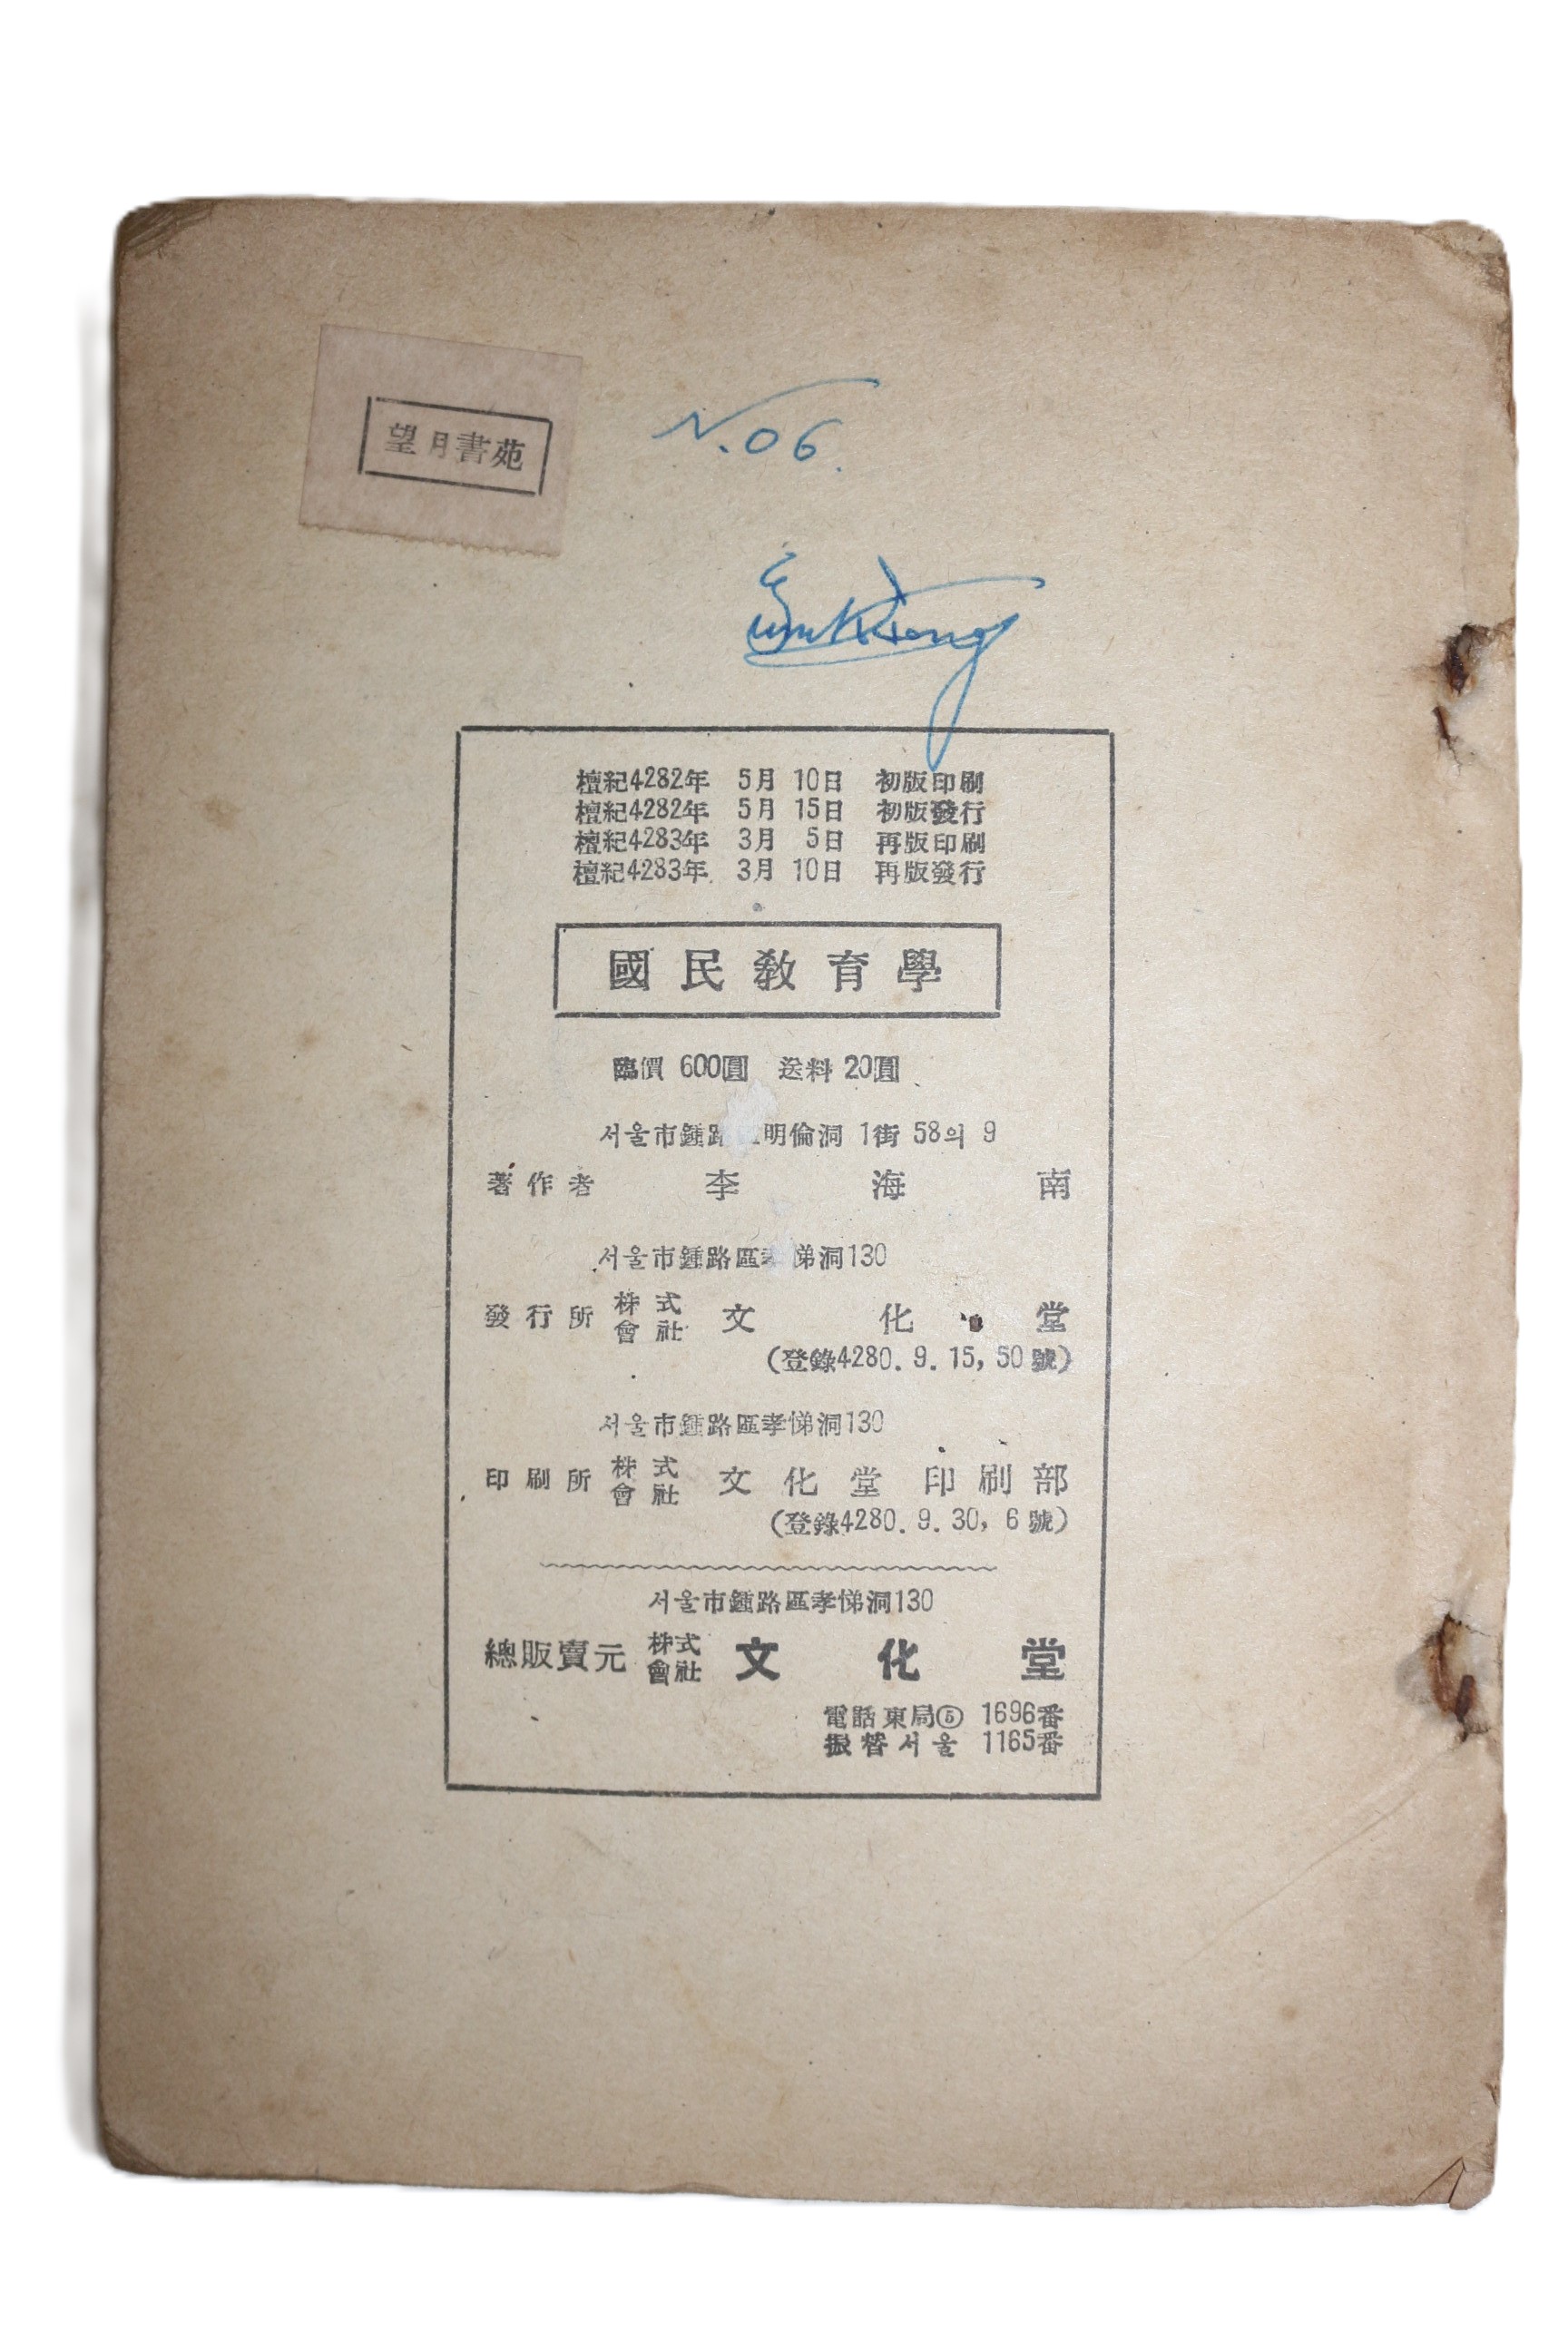 望月書苑
N. 06.
檀紀4282年 5月 10日 初版印刷
檀紀4282年 5月 15日 初版發行
檀紀4283年 3月 5日 再版印刷
檀紀4283年 3月 10日 再版發行
國民敎育學
臨價 600圓 送料 20圓
서울市鍾路 明倫洞 1街 58의 9
著作者 李海南
서울市鍾路區孝悌洞130
發行所 株式會社 文化堂
(登錄4280. 9. 15, 50號)
서울市鍾路區孝悌洞130
印刷所 株式會社 文化堂 印刷部
(登錄4280. 9. 30, 6號)
서울市鍾路區孝悌洞130
總販賣元 株式會社 文化堂
電話東局⑤ 1696番
振替서울 1165番